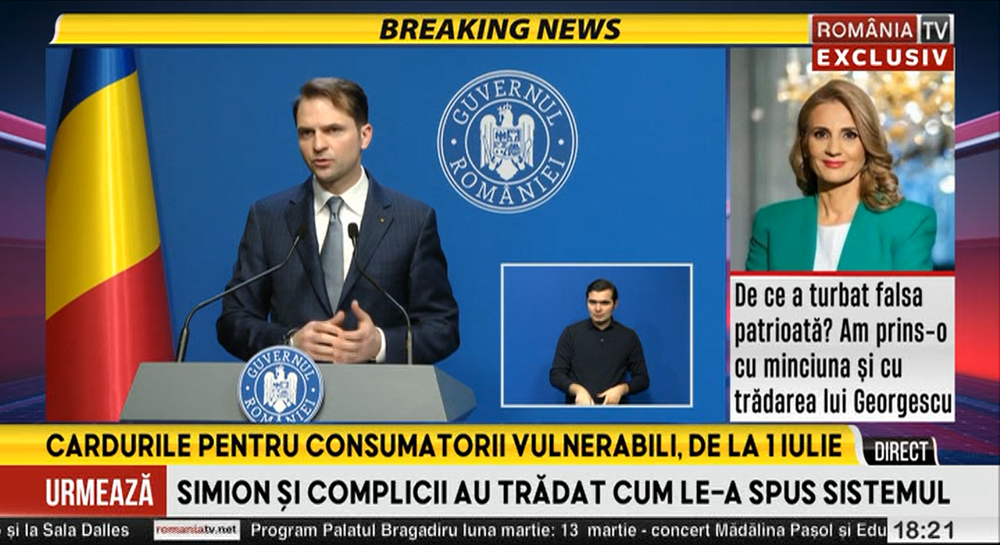 BREAKING NEWS
ROMÂNIA TV
EXCLUSIV
GUVERNUL ROMÂNIEI
GUVERNUL ROMÂNIEI
De ce a turbat falsa
patrioată? Am prins-o
cu minciuna și cu
trădarea lui Georgescu
CARDURILE PENTRU CONSUMATORII VULNERABILI, DE LA 1 IULIE
DIRECT
URMEAZĂ
SIMION ȘI COMPLICII AU TRĂDAT CUM LE-A SPUS SISTEMUL
și la Sala Dalles romaniatv.net Program Palatul Bragadiru luna martie: 13 martie - concert Mădălina Pașol si Edu 18:21